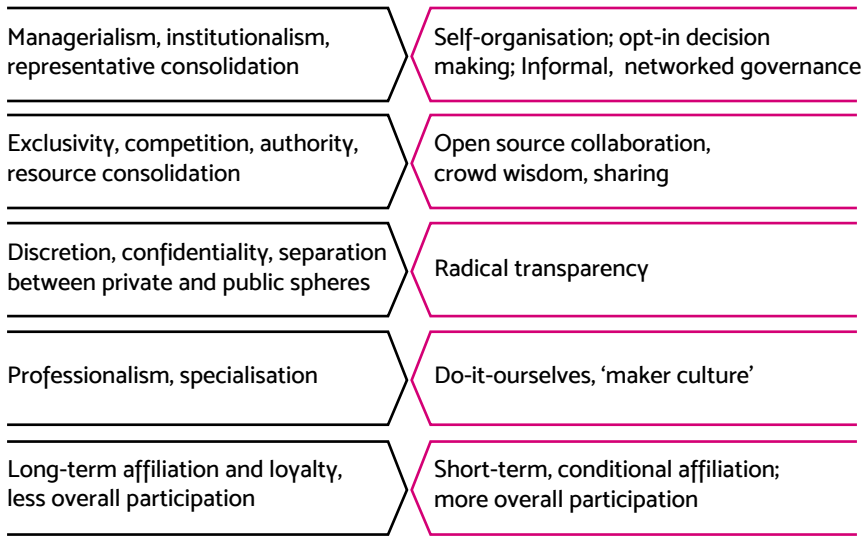 Managerialism, institutionalism,
representative consolidation
Self-organisation; opt-in decision
making; Informal, networked governance
Exclusivity, competition, authority,
resource consolidation
Open source collaboration,
crowd wisdom, sharing
Discretion, confidentiality, separation
between private and public spheres
Radical transparency
Professionalism, specialisation
Do-it-ourselves, ‘maker culture’
Long-term affiliation and loyalty,
less overall participation
Short-term, conditional affiliation;
more overall participation